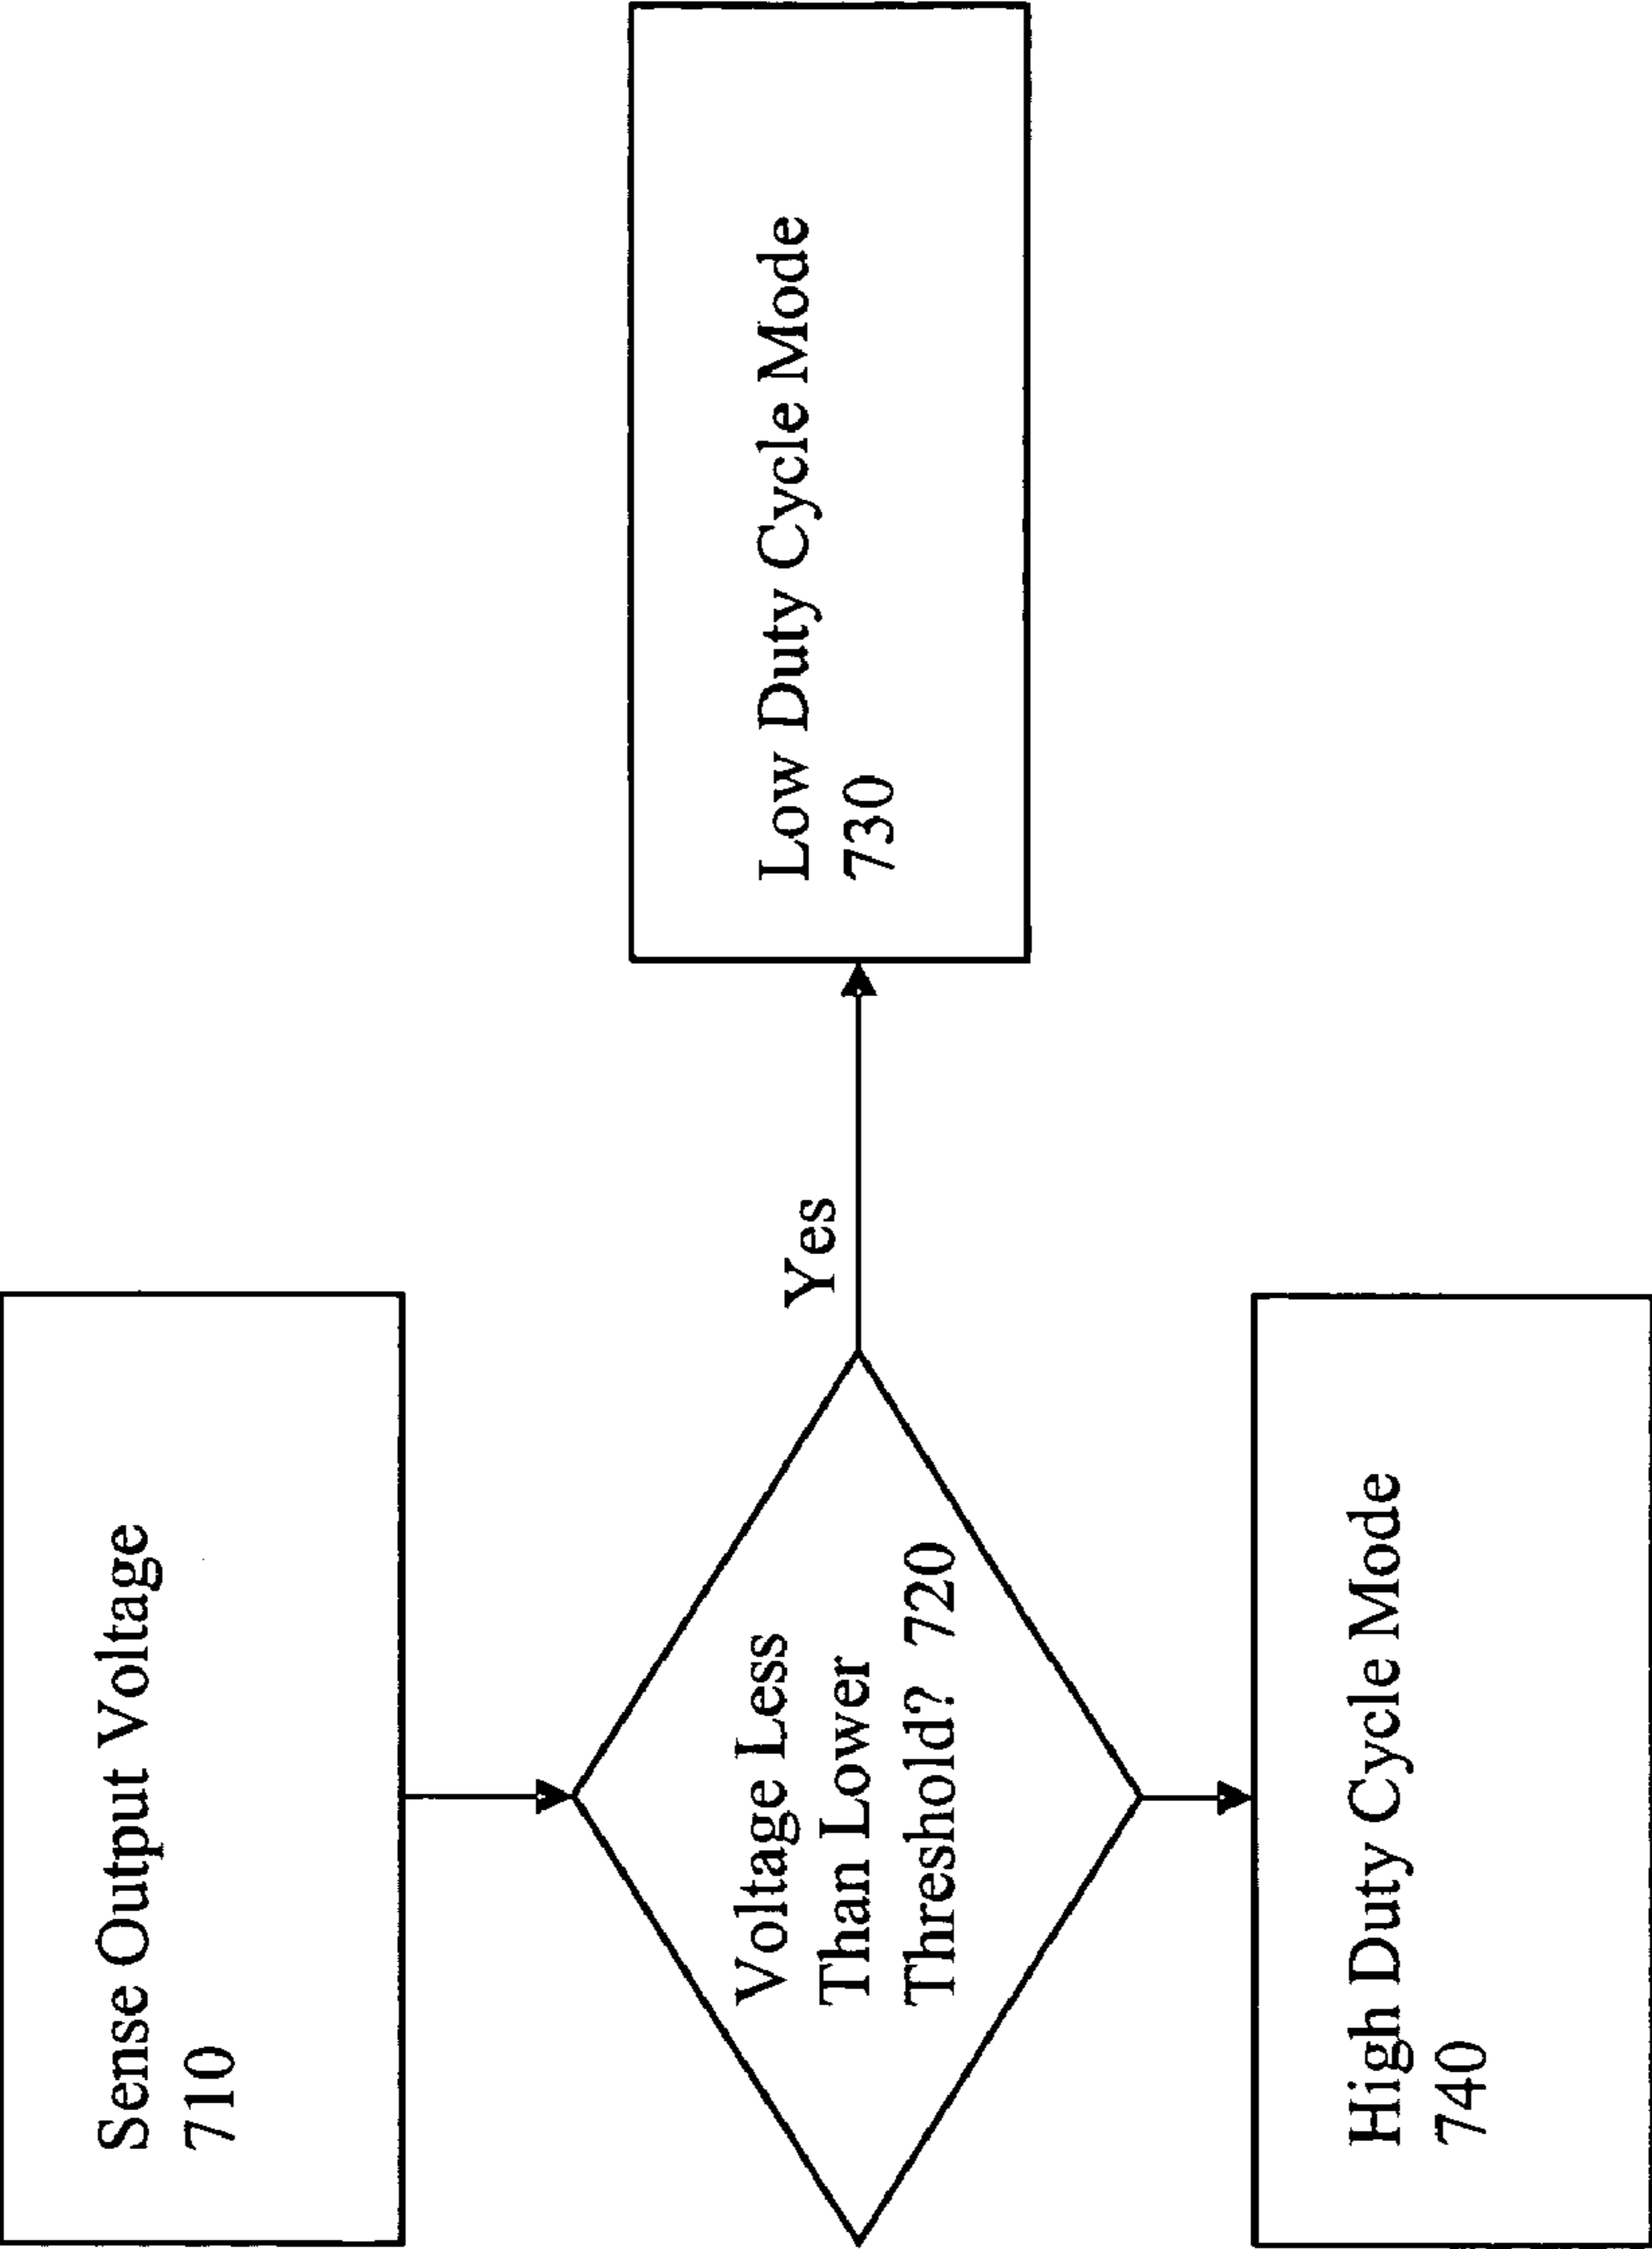 Sense Output Voltage
710
Voltage Less
Than Lower
Threshold? 720
Yes
Low Duty Cycle Mode
730
High Duty Cycle Mode
740